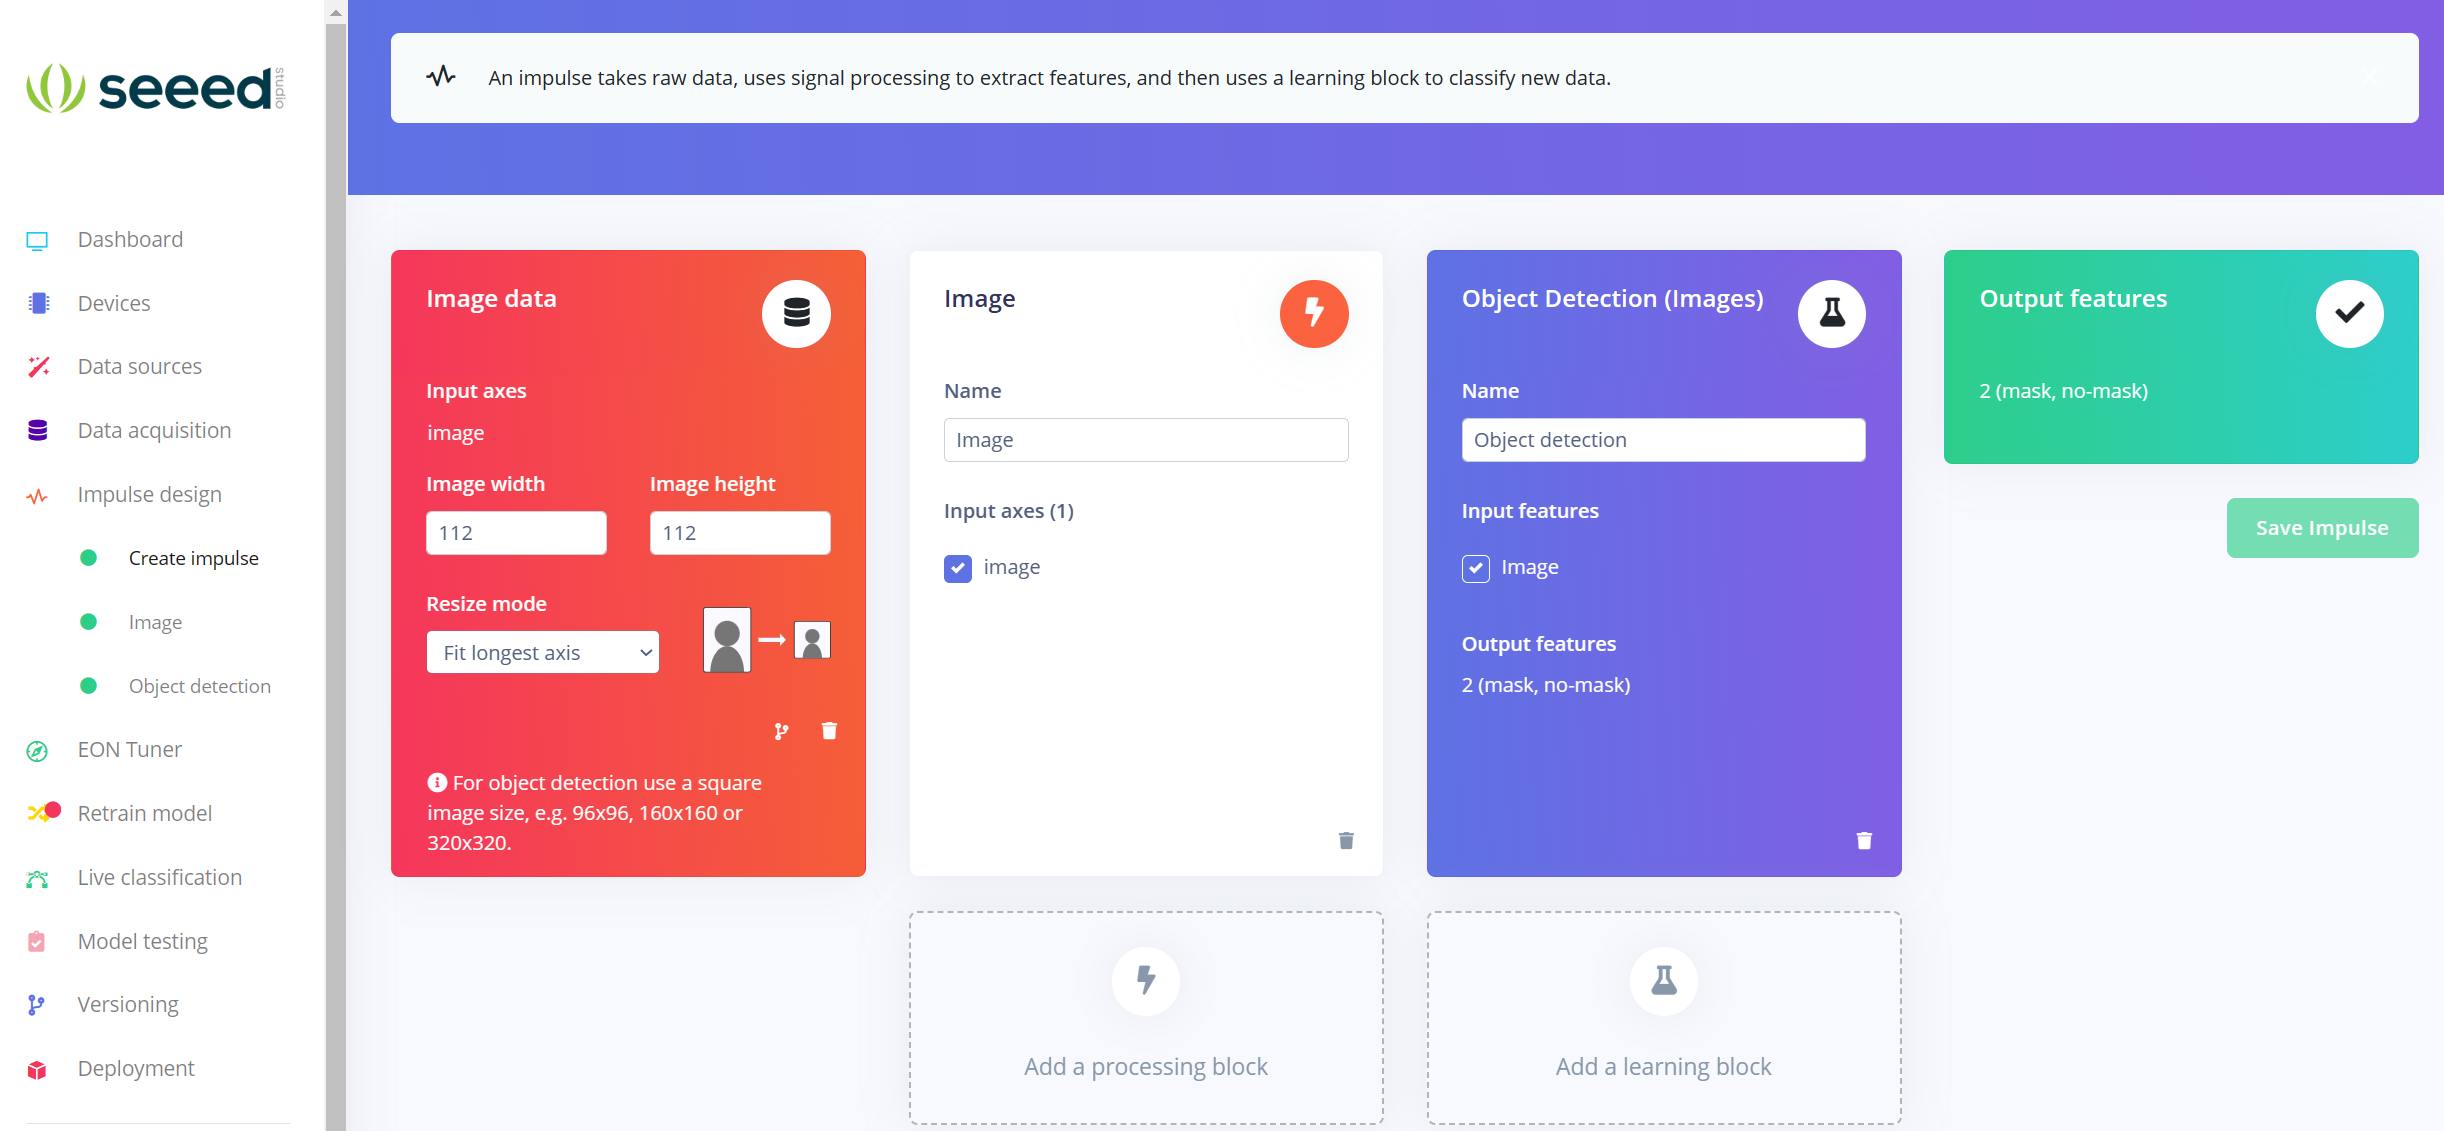 seeed
studio
An impulse takes raw data, uses signal processing to extract features, and then uses a learning block to classify new data.
Dashboard
Devices
Data sources
Data acquisition
Impulse design
Create impulse
Image
Object detection
EON Tuner
Retrain model
Live classification
Model testing
Versioning
Deployment
Image data
Input axes
image
Image width
Image height
112
112
Resize mode
Fit longest axis
For object detection use a square
image size, e.g. 96x96, 160x160 or
320x320.
Image
Name
Image
Input axes (1)
image
Add a processing block
Object Detection (Images)
Name
Object detection
Input features
Image
Output features
2 (mask, no-mask)
Add a learning block
Output features
2 (mask, no-mask)
Save Impulse